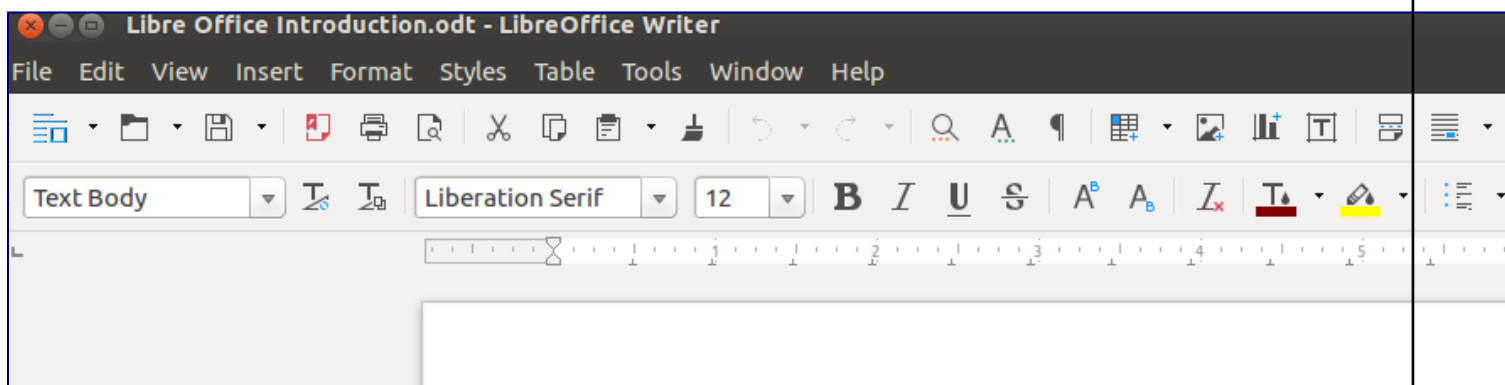 Libre Office Introduction.odt - LibreOffice Writer
File Edit View Insert Format Styles Table Tools Window Help
Text Body Liberation Serif 12 B I U S
1 2 3 4 5